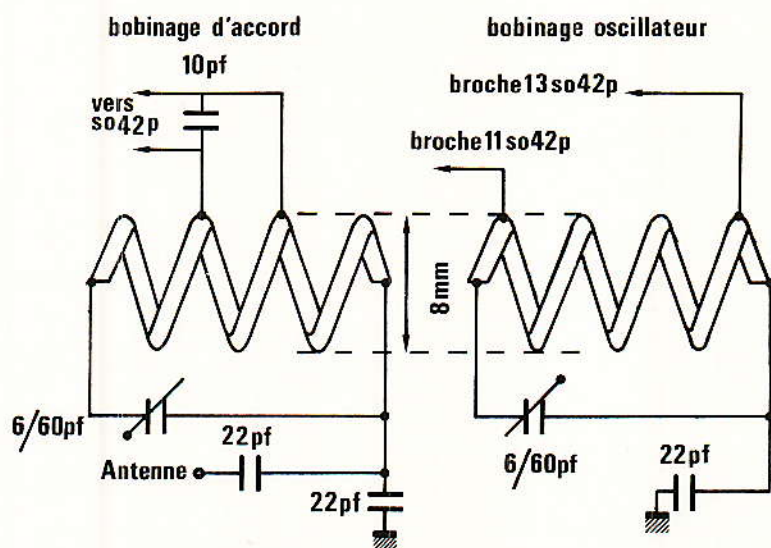 bobinage d'accord
bobinage oscillateur
10pf
vers
so42p
broche13so42p
broche11so42p
8mm
6/60pf
22pf
Antenne
22pf
6/60pf
22pf